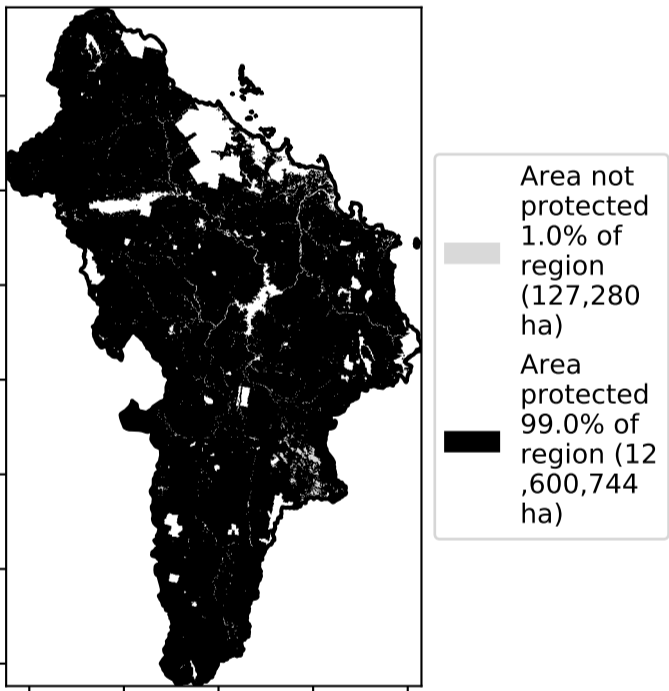 Area not
protected
1.0% of
region
(127,280
ha)
Area
protected
99.0% of
region (12
,600,744
ha)